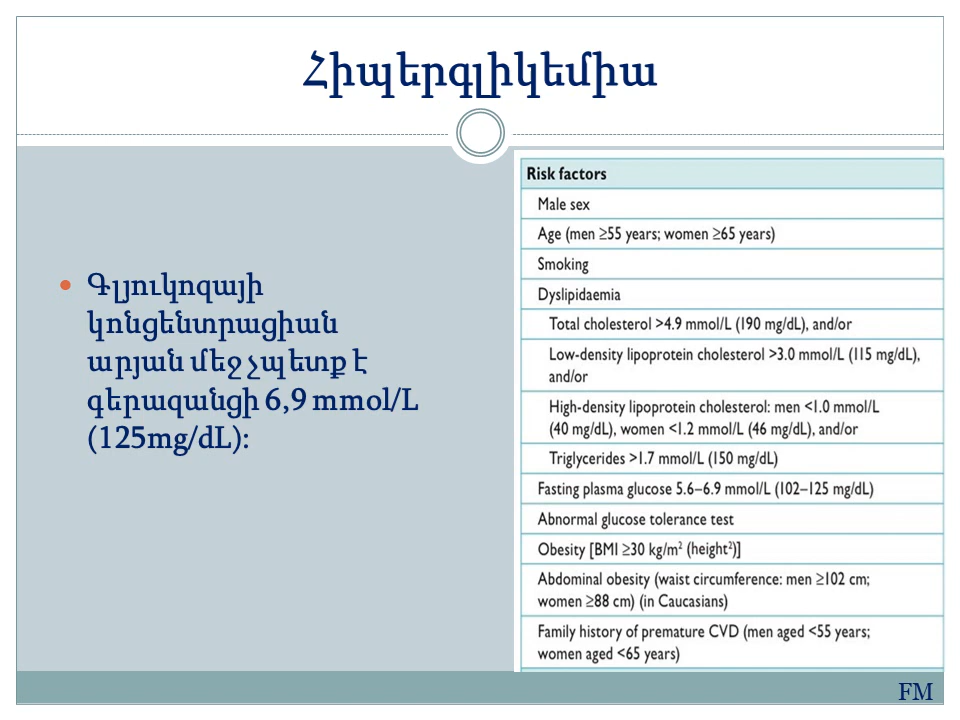 Հիպերգլիկեմիա
• Գլյուկոզայի
կոնցենտրացիան
արյան մեջ չպետք է
գերազանցի 6,9 mmol/L
(125mg/dL):
Risk factors
Male sex
Age (men ≥55 years; women ≥65 years)
Smoking
Dyslipidaemia
Total cholesterol >4.9 mmol/L (190 mg/dL), and/or
Low-density lipoprotein cholesterol >3.0 mmol/L (115 mg/dL),
and/or
High-density lipoprotein cholesterol: men <1.0 mmol/L
(40 mg/dL), women <1.2 mmol/L (46 mg/dL), and/or
Triglycerides >1.7 mmol/L (150 mg/dL)
Fasting plasma glucose 5.6–6.9 mmol/L (102–125 mg/dL)
Abnormal glucose tolerance test
Obesity [BMI ≥30 kg/m² (height²)]
Abdominal obesity (waist circumference: men ≥102 cm;
women ≥88 cm) (in Caucasians)
Family history of premature CVD (men aged <55 years;
women aged <65 years)
FM